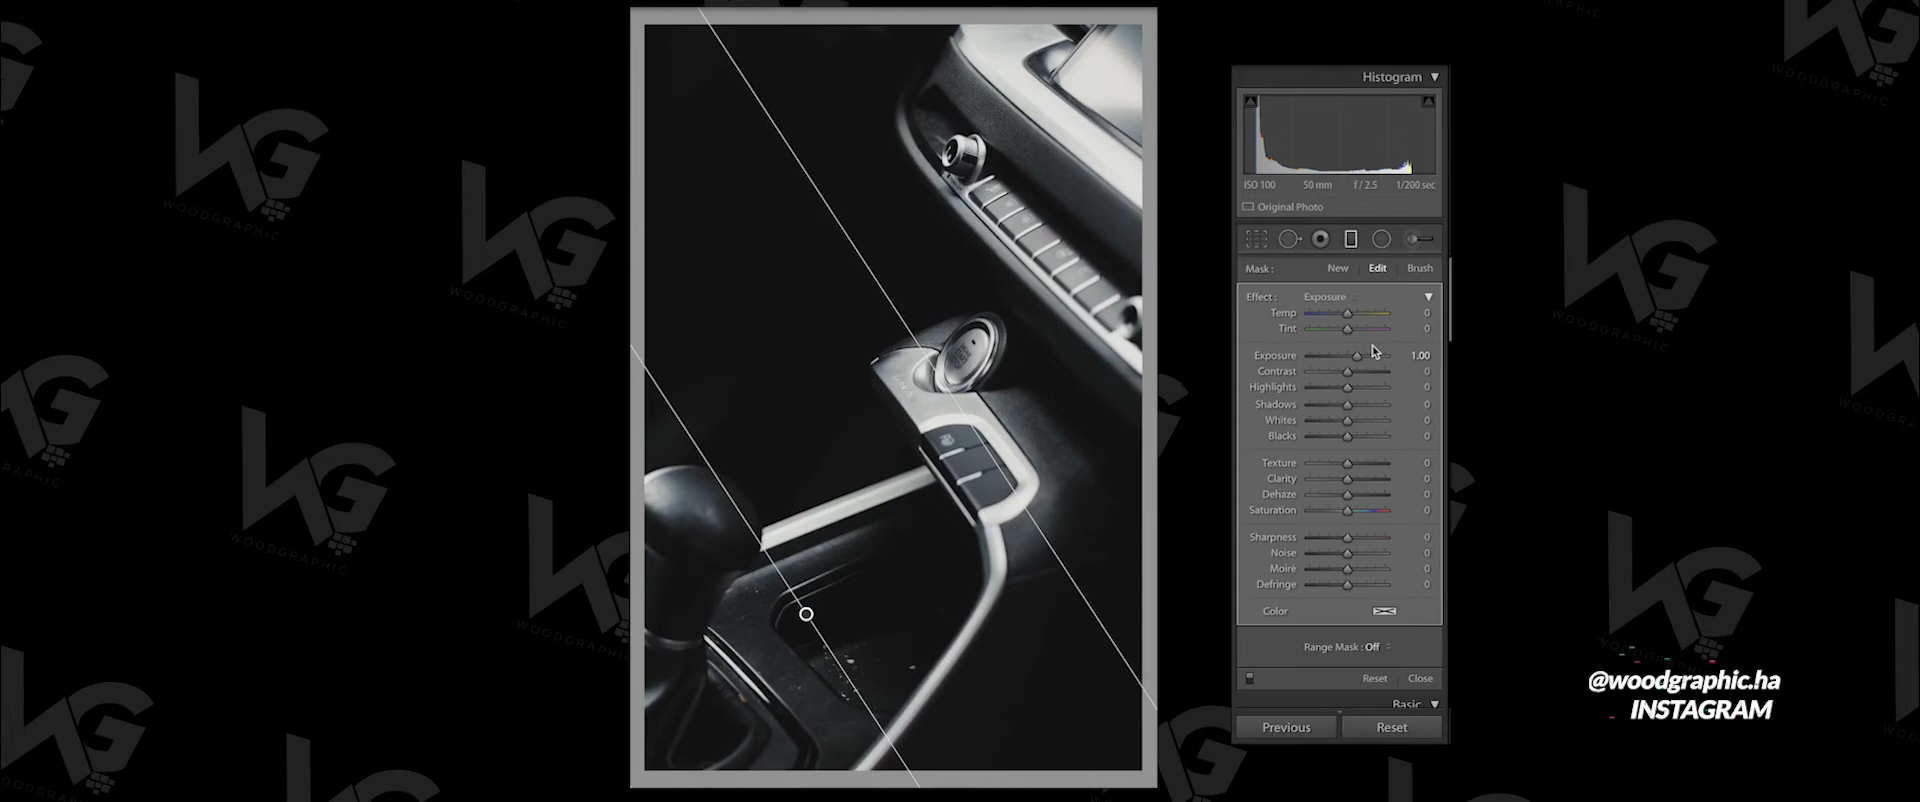 Histogram
ISO 100 50 mm f / 2.5 1/200 sec
Original Photo
Mask : New Edit Brush
Effect : Exposure
Temp 0
Tint 0
Exposure 1.00
Contrast 0
Highlights 0
Shadows 0
Whites 0
Blacks 0
Texture 0
Clarity 0
Dehaze 0
Saturation 0
Sharpness 0
Noise 0
Moiré 0
Defringe 0
Color
Range Mask : Off
Reset Close
Basic
Previous Reset
@woodgraphic.ha
INSTAGRAM
WG
WOODGRAPHIC